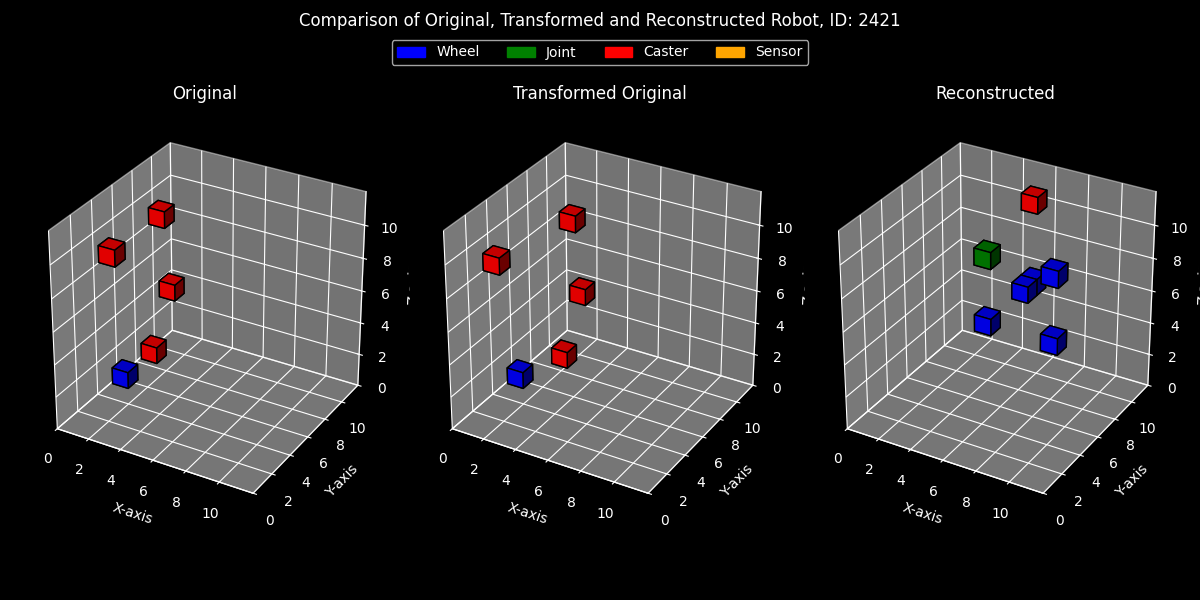 Comparison of Original, Transformed and Reconstructed Robot, ID: 2421
Wheel Joint Caster Sensor
Original
Transformed Original
Reconstructed
10
8
6
4
2
0
0 2 4 6 8 10
0 2 4 6 8 10
X-axis
Y-axis
10
8
6
4
2
0
0 2 4 6 8 10
0 2 4 6 8 10
X-axis
Y-axis
10
8
6
4
2
0
0 2 4 6 8 10
0 2 4 6 8 10
X-axis
Y-axis